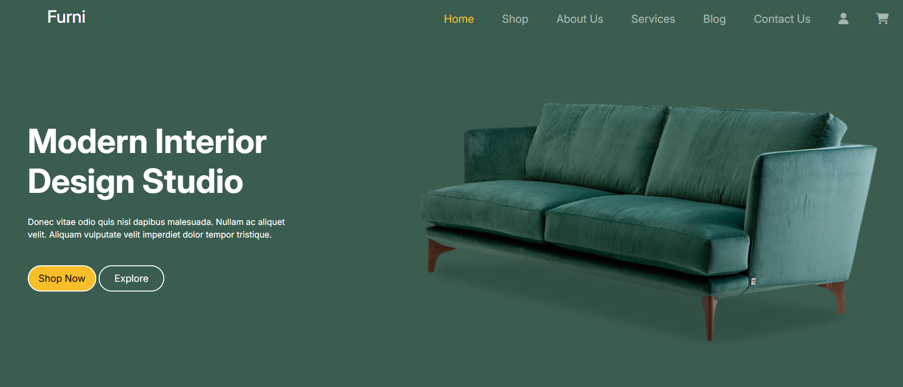 Furni
Home
Shop
About Us
Services
Blog
Contact Us
Modern Interior
Design Studio
Donec vitae odio quis nisl dapibus malesuada. Nullam ac aliquet
velit. Aliquam vulputate velit imperdiet dolor tempor tristique.
Shop Now
Explore